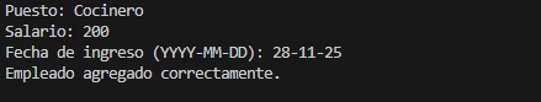 Puesto: Cocinero
Salario: 200
Fecha de ingreso (YYYY-MM-DD): 28-11-25
Empleado agregado correctamente.